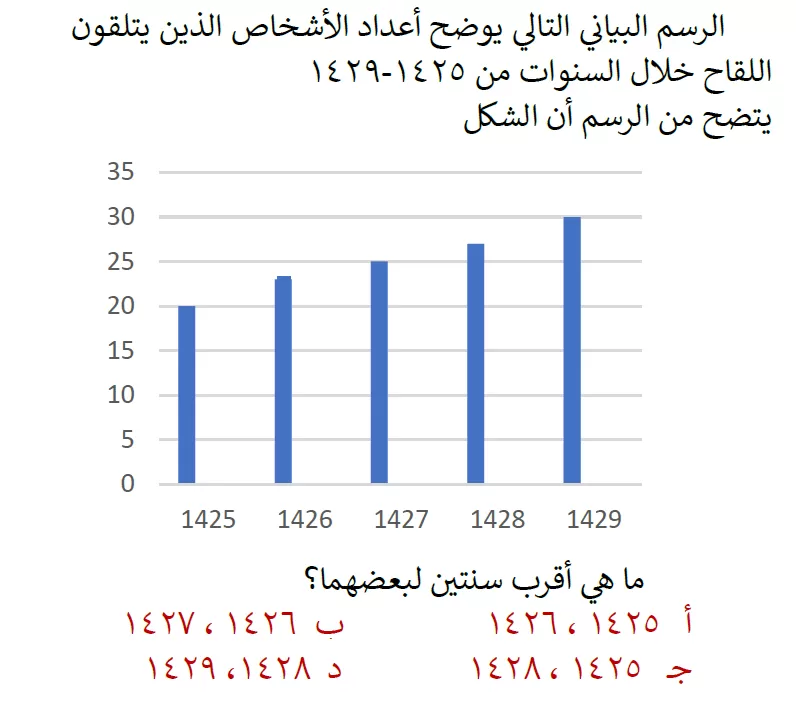 الرسم البياني التالي يوضح أعداد الأشخاص الذين يتلقون
اللقاح خلال السنوات من ١٤٢٥-١٤٢٩
يتضح من الرسم أن الشكل
35
30
25
20
15
10
5
0
1425 1426 1427 1428 1429
ما هي أقرب سنتين لبعضهما؟
أ ١٤٢٥ ، ١٤٢٦ ب ١٤٢٦ ، ١٤٢٧
جـ ١٤٢٥ ، ١٤٢٨ د ١٤٢٨، ١٤٢٩